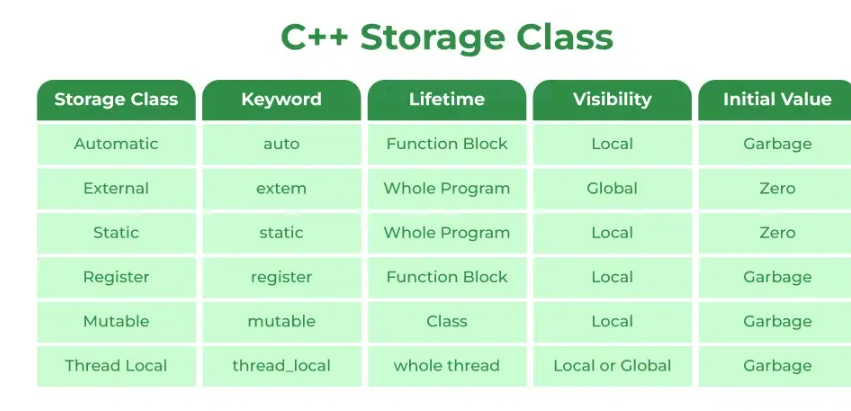 C++ Storage Class
Storage Class Keyword Lifetime Visibility Initial Value
Automatic auto Function Block Local Garbage
External extem Whole Program Global Zero
Static static Whole Program Local Zero
Register register Function Block Local Garbage
Mutable mutable Class Local Garbage
Thread Local thread_local whole thread Local or Global Garbage